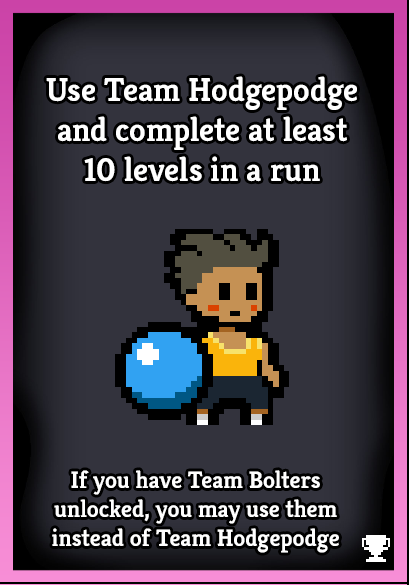 Use Team Hodgepodge
and complete at least
10 levels in a run
If you have Team Bolters
unlocked, you may use them
instead of Team Hodgepodge